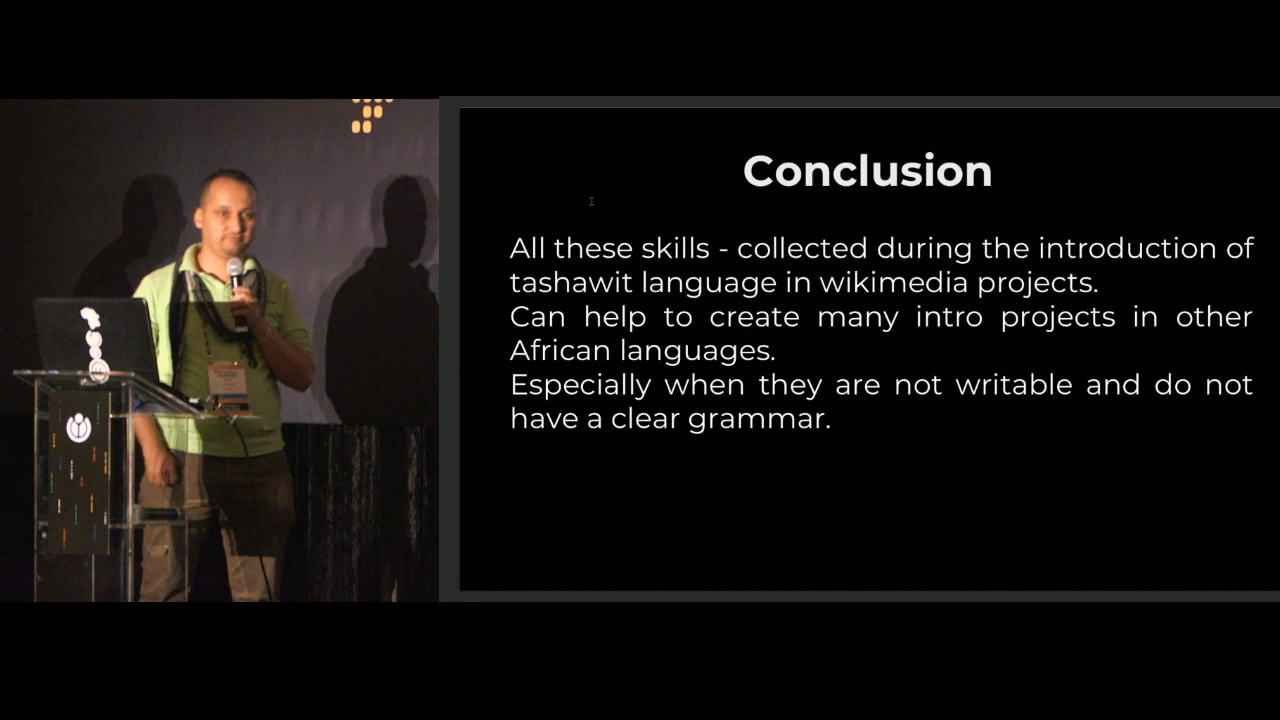 Conclusion
All these skills - collected during the introduction of
tashawit language in wikimedia projects.
Can help to create many intro projects in other
African languages.
Especially when they are not writable and do not
have a clear grammar.